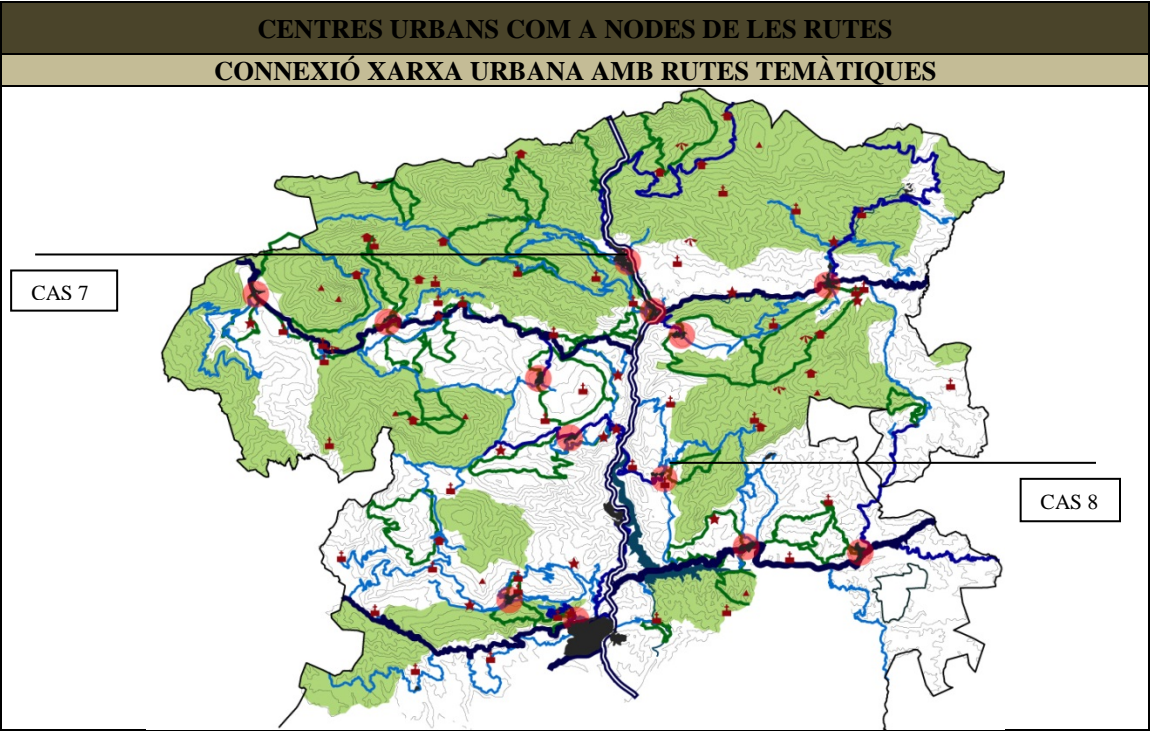 CENTRES URBANS COM A NODES DE LES RUTES
CONNEXIÓ XARXA URBANA AMB RUTES TEMÀTIQUES
CAS 7
CAS 8